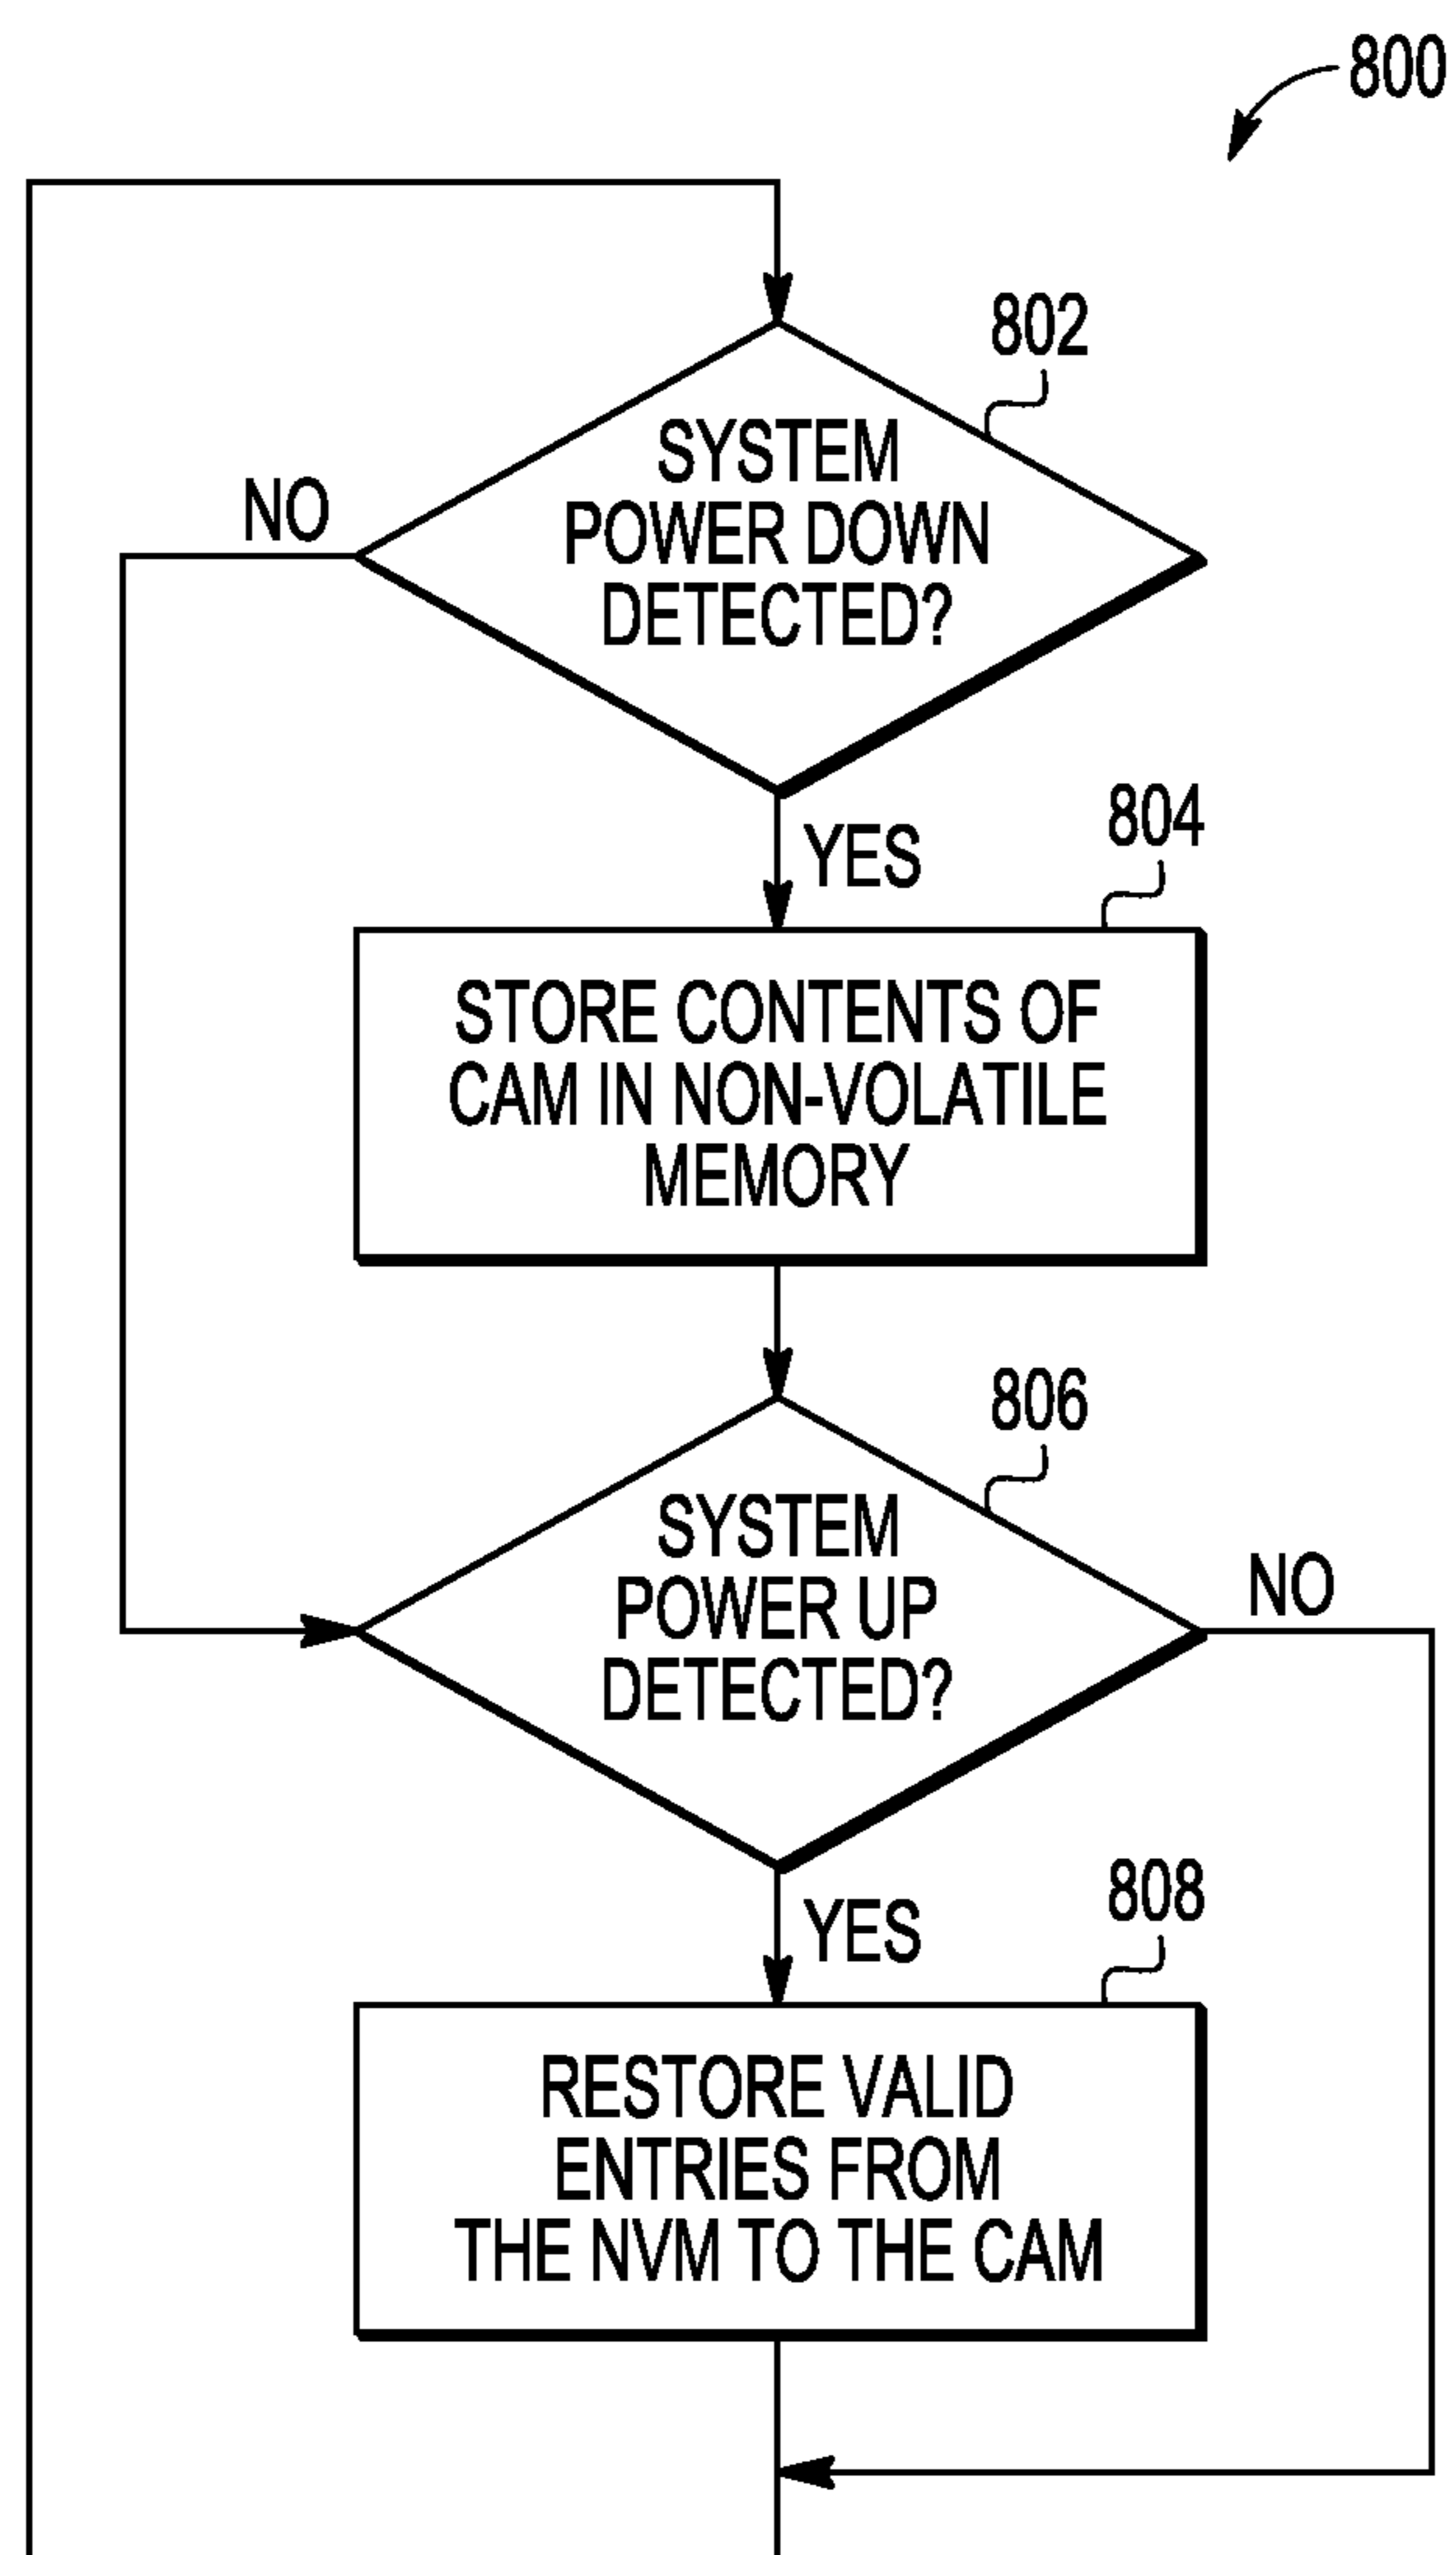 800
802
SYSTEM
POWER DOWN
DETECTED?
NO
YES
804
STORE CONTENTS OF
CAM IN NON-VOLATILE
MEMORY
806
SYSTEM
POWER UP
DETECTED?
NO
YES
808
RESTORE VALID
ENTRIES FROM
THE NVM TO THE CAM